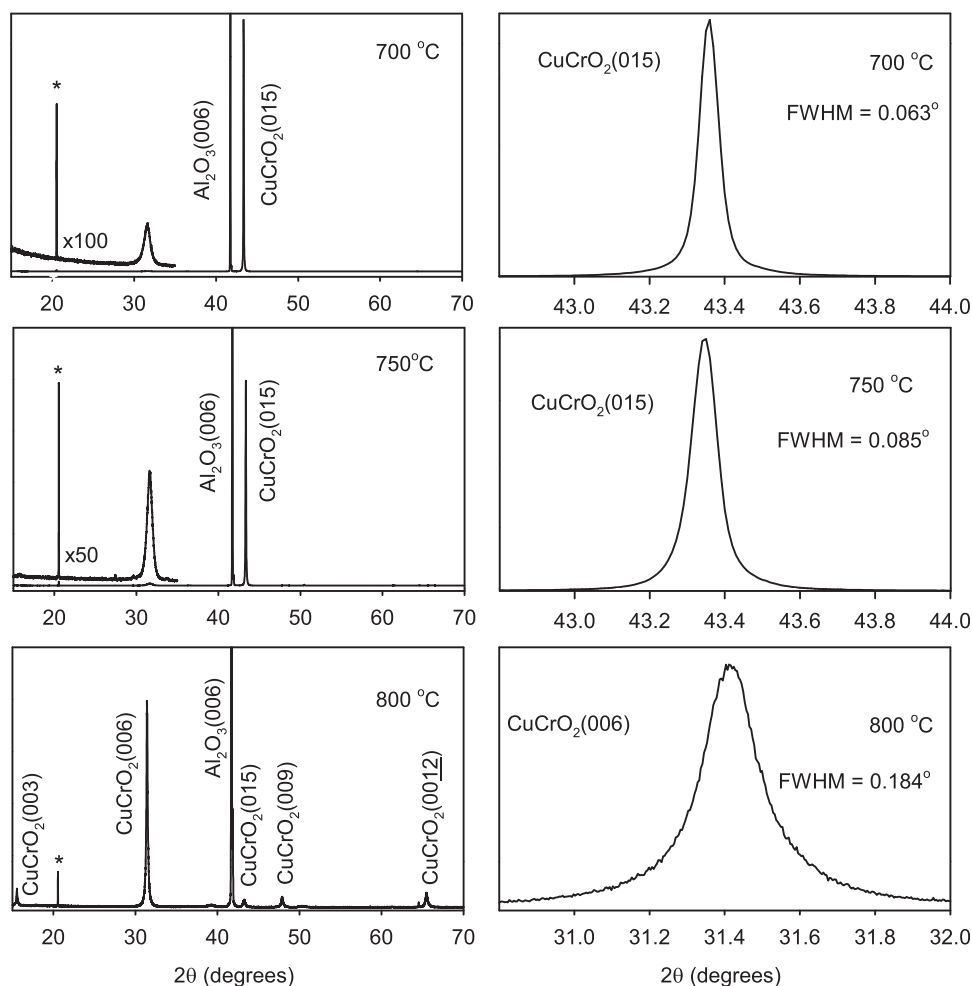 700 °C
*
Al₂O₃(006)
CuCrO₂(015)
x100
20 30 40 50 60 70
CuCrO₂(015)
700 °C
FWHM = 0.063°
43.0 43.2 43.4 43.6 43.8 44.0
750°C
*
Al₂O₃(006)
CuCrO₂(015)
x50
20 30 40 50 60 70
CuCrO₂(015)
750 °C
FWHM = 0.085°
43.0 43.2 43.4 43.6 43.8 44.0
800 °C
CuCrO₂(003)
*
CuCrO₂(006)
Al₂O₃(006)
CuCrO₂(015)
CuCrO₂(009)
CuCrO₂(0012)
20 30 40 50 60 70
2θ (degrees)
CuCrO₂(006)
800 °C
FWHM = 0.184°
31.0 31.2 31.4 31.6 31.8 32.0
2θ (degrees)